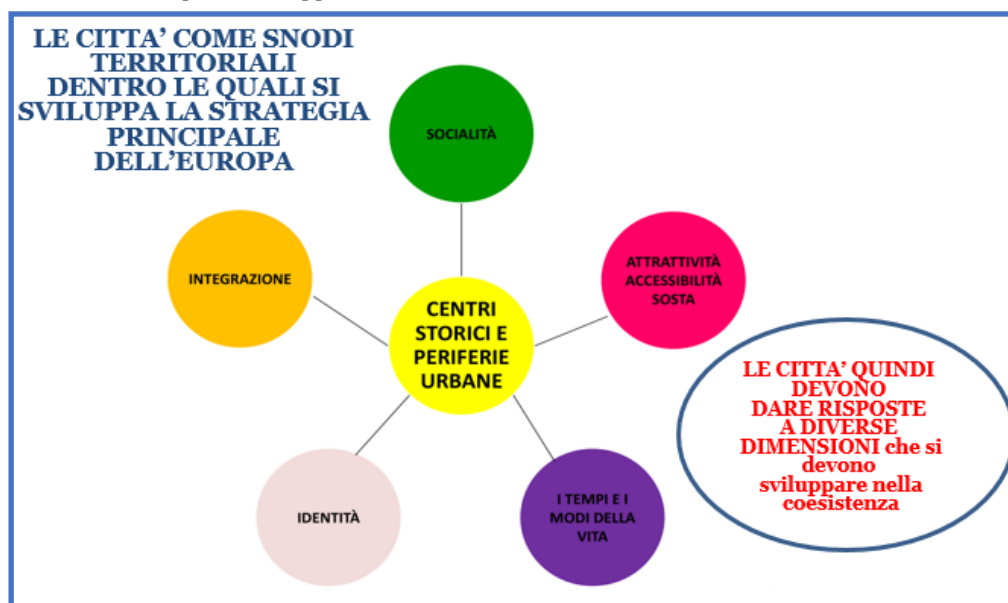 LE CITTA’ COME SNODI
TERRITORIALI
DENTRO LE QUALI SI
SVILUPPA LA STRATEGIA
PRINCIPALE
DELL’EUROPA
SOCIALITÀ
INTEGRAZIONE
ATTRATTIVITÀ
ACCESSIBILITÀ
SOSTA
CENTRI
STORICI E
PERIFERIE
URBANE
LE CITTA’ QUINDI
DEVONO
DARE RISPOSTE
A DIVERSE
DIMENSIONI che si
devono
sviluppare nella
coesistenza
IDENTITÀ
I TEMPI E I
MODI DELLA
VITA